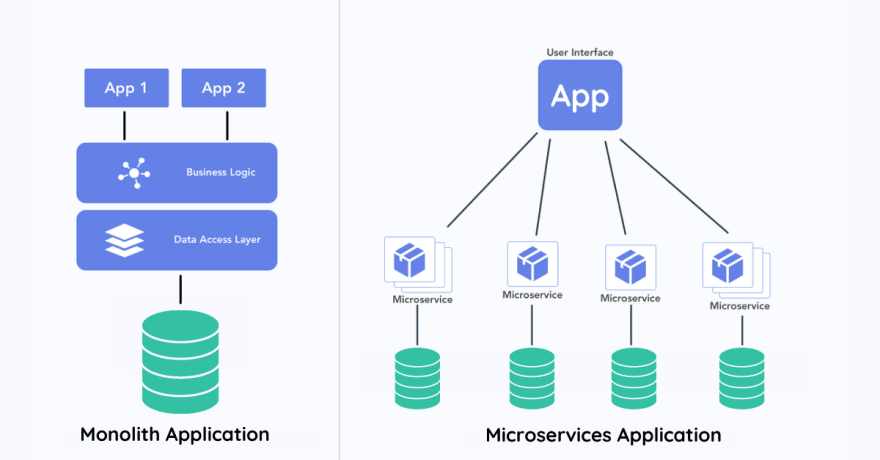 App 1
App 2
Business Logic
Data Access Layer
Monolith Application
User Interface
App
Microservice
Microservice
Microservice
Microservice
Microservices Application